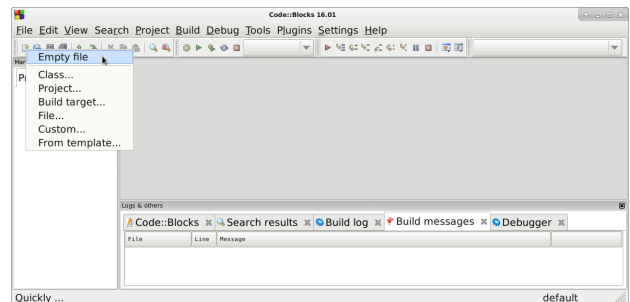 Code::Blocks 16.01
File Edit View Search Project Build Debug Tools Plugins Settings Help
Empty file
Class...
Project...
Build target...
File...
Custom...
From template...
Logs & others
Code::Blocks Search results Build log Build messages Debugger
File Line Message
Quickly ... default